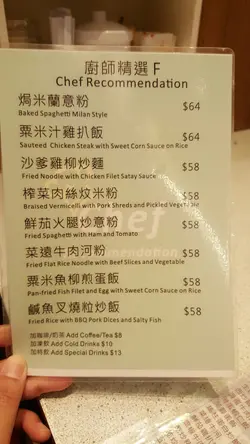 廚師精選 F
Chef Recommendation
焗米蘭意粉 $64
Baked Spaghetti Milan Style
粟米汁雞扒飯 $64
Sauteed Chicken Steak with Sweet Corn Sauce on Rice
沙爹雞柳炒麵 $58
Fried Noodle with Chicken Filet Satay Sauce
榨菜肉絲炆米粉 $58
Braised Vermicelli with Pork Shreds and Pickled Vegetable
鮮茄火腿炒意粉 $58
Fried Spaghetti with Ham and Tomato
菜遠牛肉河粉 $58
Fried Flat Rice Noodle with Beef Slices and Vegetable
粟米魚柳煎蛋飯 $58
Pan-fried Fish Filet and Egg with Sweet Corn Sauce on Rice
鹹魚叉燒粒炒飯 $58
Fried Rice with BBQ Pork Dices and Salty Fish
加咖啡/奶茶 Add Coffee/Tea $8
加凍飲 Add Cold Drinks $10
加特飲 Add Special Drinks $13